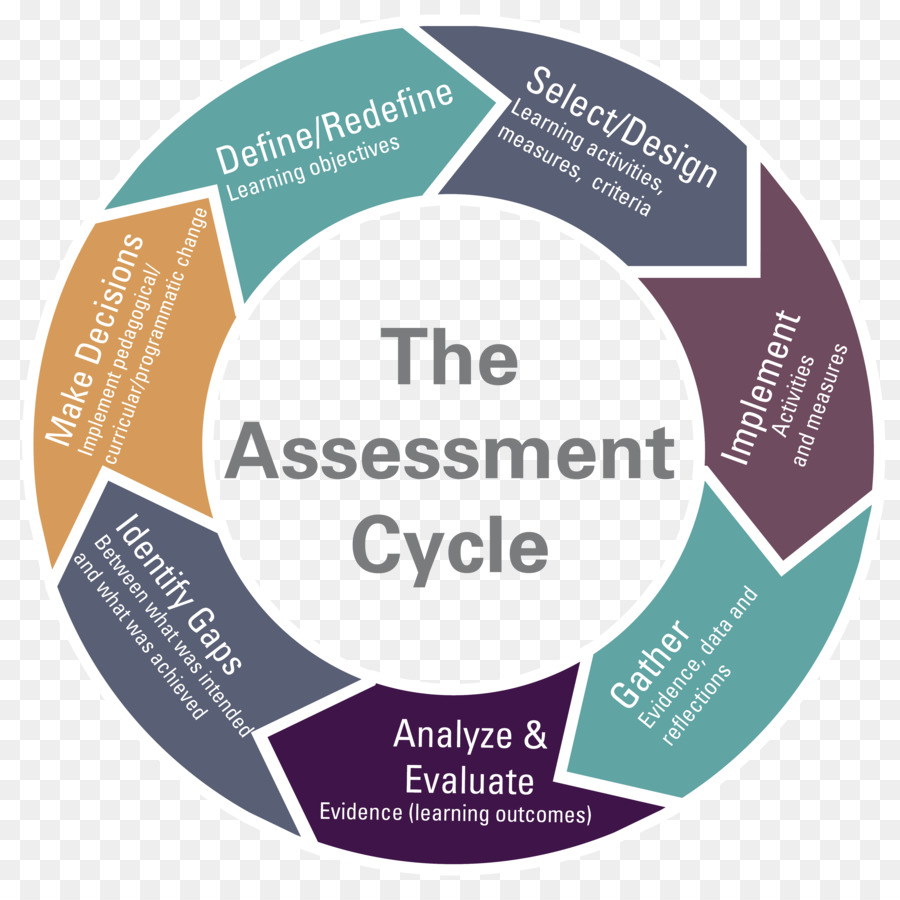 The
Assessment
Cycle
Define/Redefine
Learning objectives
Select/Design
Learning activities,
measures, criteria
Implement
Activities
and measures
Gather
Evidence, data and
reflections
Analyze &
Evaluate
Evidence (learning outcomes)
Identify Gaps
Between what was intended
and what was achieved
Make Decisions
Implement pedagogical/
curricular/programmatic change